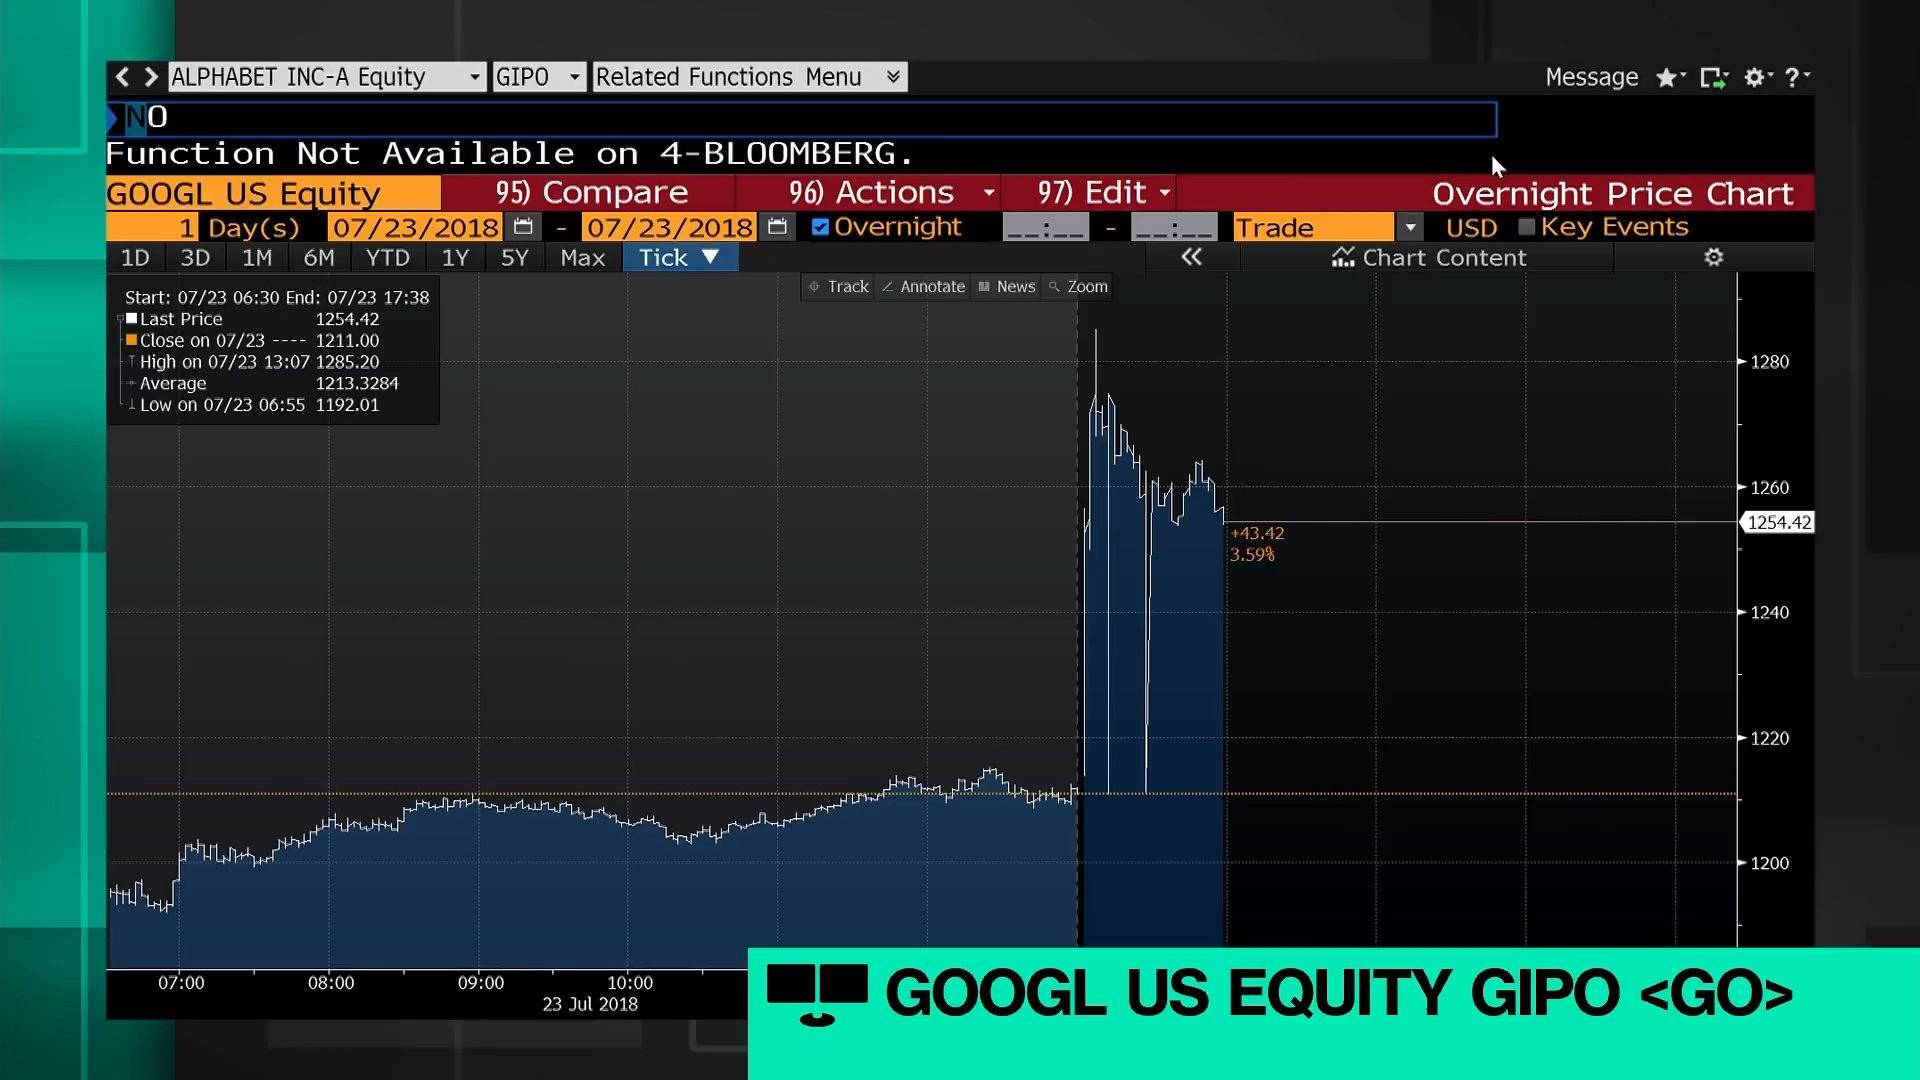 ALPHABET INC-A Equity GIPO Related Functions Menu Message ?
NO
Function Not Available on 4-BLOOMBERG.
GOOGL US Equity 95) Compare 96) Actions 97) Edit Overnight Price Chart
1 Day(s) 07/23/2018 - 07/23/2018 Overnight __:__ - __:__ Trade USD Key Events
1D 3D 1M 6M YTD 1Y 5Y Max Tick ▼ « Chart Content
Track Annotate News Zoom
Start: 07/23 06:30 End: 07/23 17:38
Last Price 1254.42
Close on 07/23 ---- 1211.00
High on 07/23 13:07 1285.20
Average 1213.3284
Low on 07/23 06:55 1192.01
1280
1260
1254.42
+43.42
3.59%
1240
1220
1200
07:00 08:00 09:00 10:00
23 Jul 2018
GOOGL US EQUITY GIPO <GO>